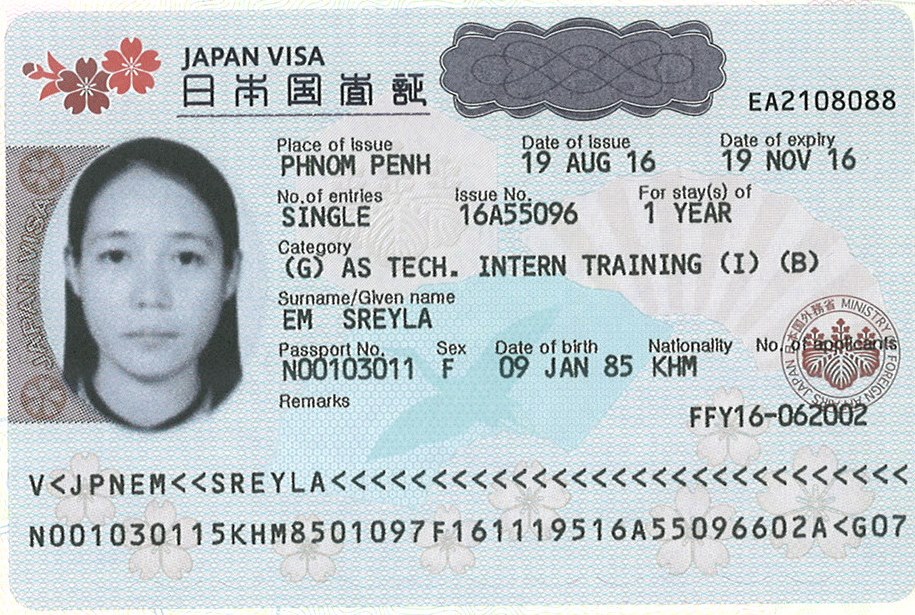 JAPAN VISA
日本国査証
EA2108088
Place of issue Date of issue Date of expiry
PHNOM PENH 19 AUG 16 19 NOV 16
No.of entries Issue No. For stay(s) of
SINGLE 16A55096 1 YEAR
Category
(G) AS TECH. INTERN TRAINING (I) (B)
Surname/Given name
EM SREYLA
Passport No. Sex Date of birth Nationality No. of applicants
N00103011 F 09 JAN 85 KHM
Remarks
FFY16-062002
V<JPNEM<<SREYLA<<<<<<<<<<<<<<<<<<<<<<<<<<<<<
N001030115KHM8501097F161119516A55096602A<G07
JAPAN VISA
日本国外務省 MINISTRY OF FOREIGN AFFAIRS JAPAN